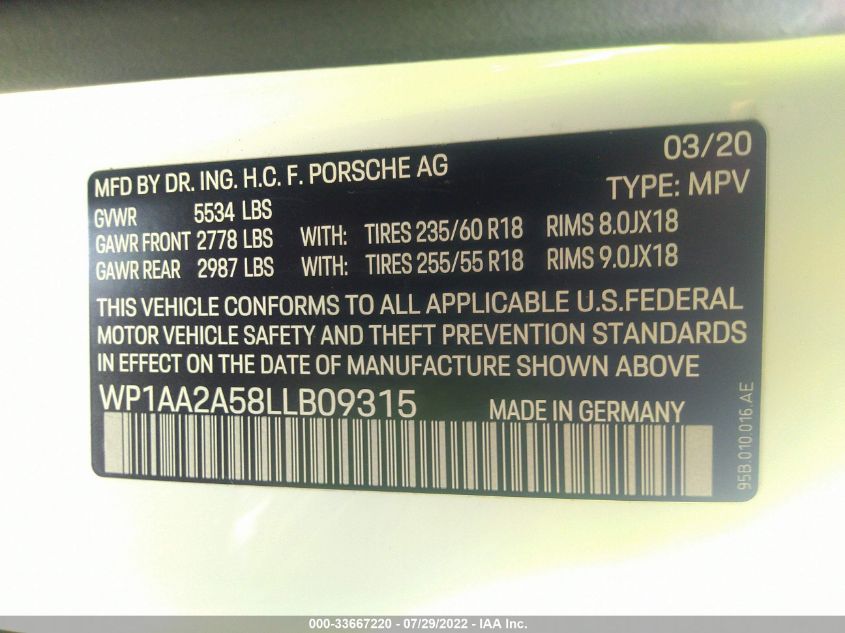 03/20
MFD BY DR. ING. H.C. F. PORSCHE AG
TYPE: MPV
GVWR 5534 LBS
GAWR FRONT 2778 LBS WITH: TIRES 235/60 R18 RIMS 8.0JX18
GAWR REAR 2987 LBS WITH: TIRES 255/55 R18 RIMS 9.0JX18
THIS VEHICLE CONFORMS TO ALL APPLICABLE U.S.FEDERAL
MOTOR VEHICLE SAFETY AND THEFT PREVENTION STANDARDS
IN EFFECT ON THE DATE OF MANUFACTURE SHOWN ABOVE
WP1AA2A58LLB09315 MADE IN GERMANY
95B.010.016.AE
000-33667220 - 07/29/2022 - IAA Inc.